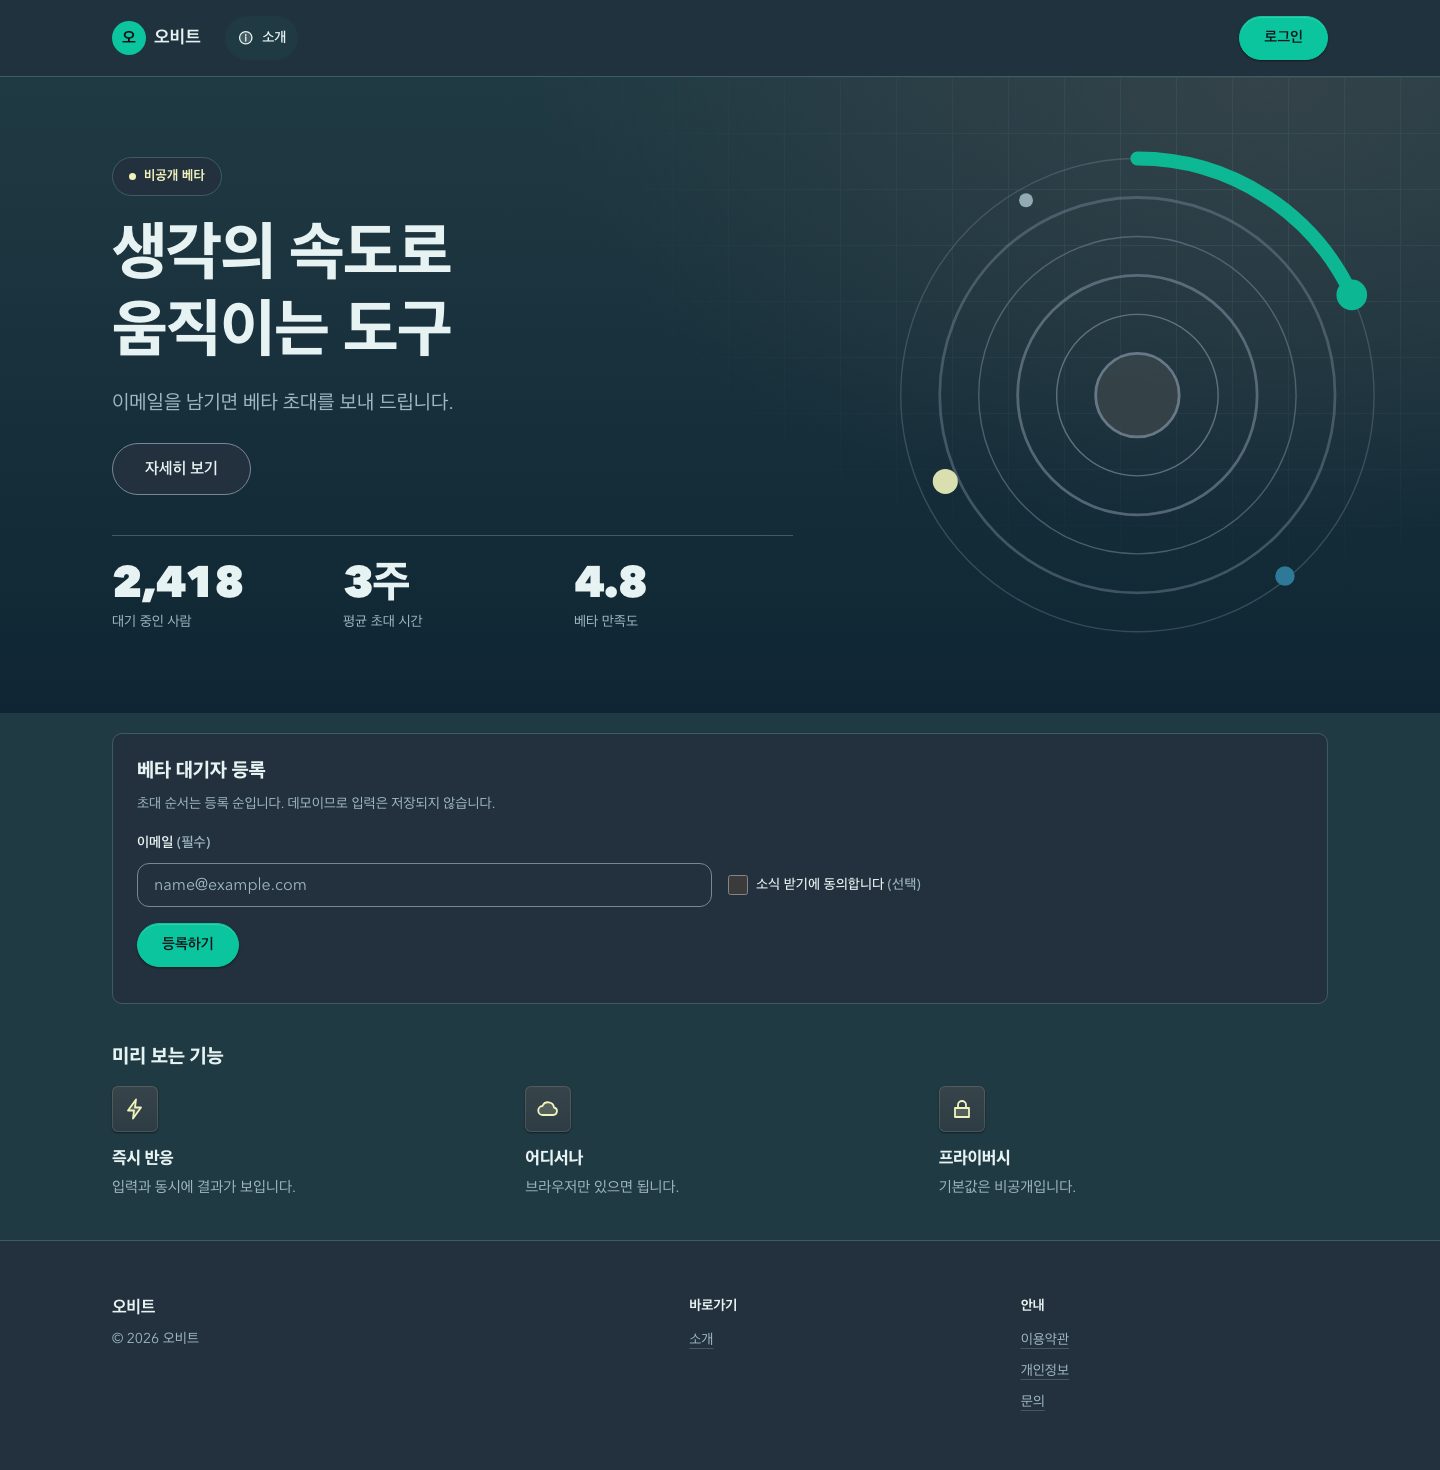 오 오비트 소개 로그인
비공개 베타
생각의 속도로
움직이는 도구
이메일을 남기면 베타 초대를 보내 드립니다.
자세히 보기
2,418 3주 4.8
대기 중인 사람 평균 초대 시간 베타 만족도
베타 대기자 등록
초대 순서는 등록 순입니다. 데모이므로 입력은 저장되지 않습니다.
이메일 (필수)
name@example.com 소식 받기에 동의합니다 (선택)
등록하기
미리 보는 기능
즉시 반응 어디서나 프라이버시
입력과 동시에 결과가 보입니다. 브라우저만 있으면 됩니다. 기본값은 비공개입니다.
오비트 바로가기 안내
© 2026 오비트 소개 이용약관
개인정보
문의